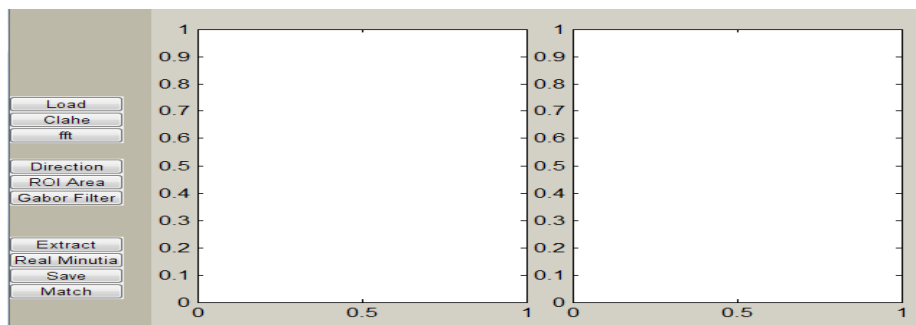 Load
Clahe
fft
Direction
ROI Area
Gabor Filter
Extract
Real Minutia
Save
Match
1
0.9
0.8
0.7
0.6
0.5
0.4
0.3
0.2
0.1
0
0.5
1
1
0.9
0.8
0.7
0.6
0.5
0.4
0.3
0.2
0.1
0
0
0.5
1